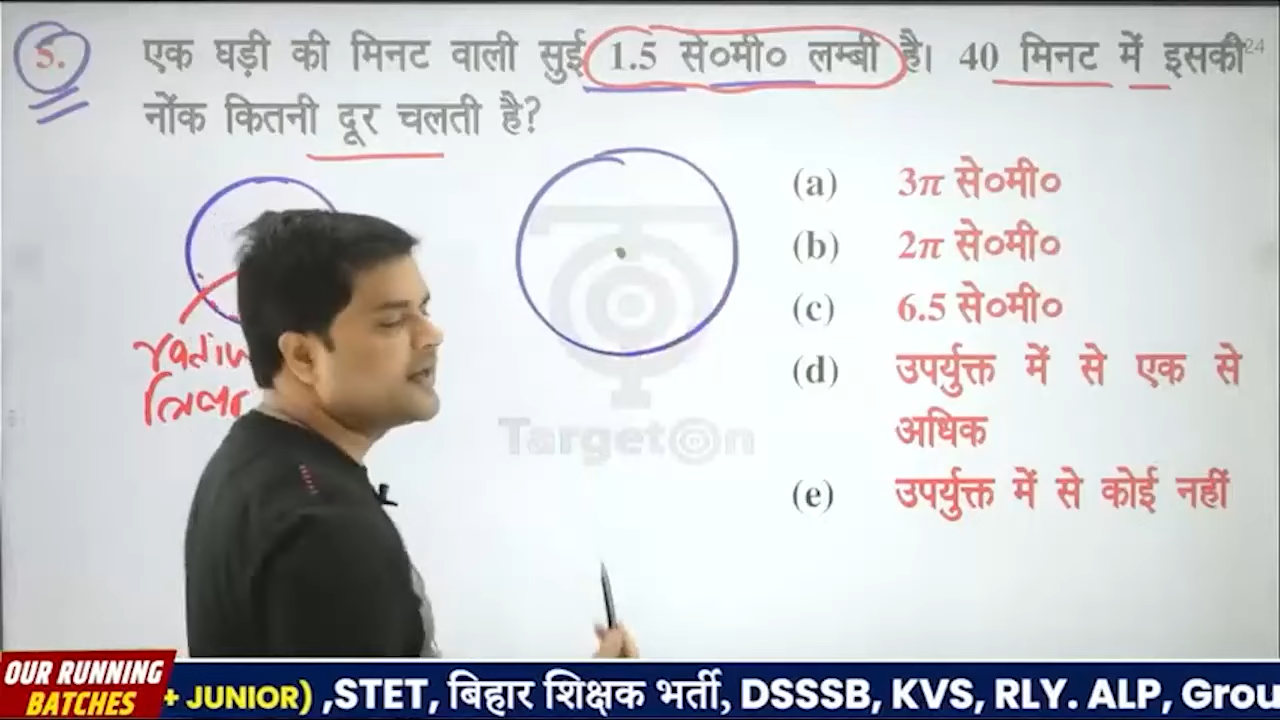 5. एक घड़ी की मिनट वाली सुई 1.5 से०मी० लम्बी है। 40 मिनट में इसकी
नोंक कितनी दूर चलती है?
(a) 3π से०मी०
(b) 2π से०मी०
(c) 6.5 से०मी०
(d) उपर्युक्त में से एक से
अधिक
(e) उपर्युक्त में से कोई नहीं
TargetOn
OUR RUNNING
BATCHES
+ JUNIOR) ,STET, बिहार शिक्षक भर्ती, DSSSB, KVS, RLY. ALP, Grou